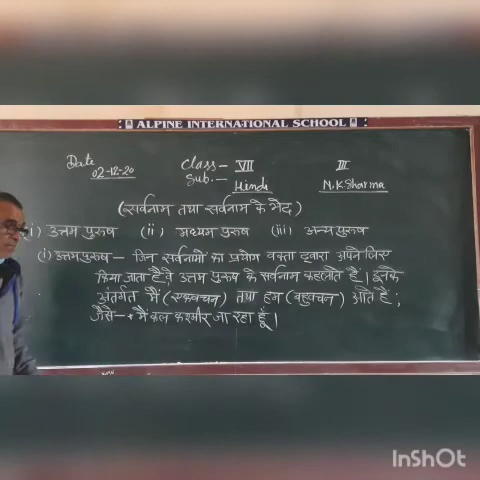 ALPINE INTERNATIONAL SCHOOL
Date 02-12-20 Class- VII III
Sub.- Hindi N.K.Sharma
(सर्वनाम तथा सर्वनाम के भेद)
(i) उत्तम पुरुष (ii) मध्यम पुरुष (iii) अन्य पुरुष
(i) उत्तम पुरुष - जिन सर्वनामों का प्रयोग वक्ता द्वारा अपने लिए
किया जाता है, वे उत्तम पुरुष के सर्वनाम कहलाते हैं। इनके
अंतर्गत मैं (एकवचन) तथा हम (बहुवचन) आते हैं;
जैसे- * मैं कल कश्मीर जा रहा हूँ।
InShOt